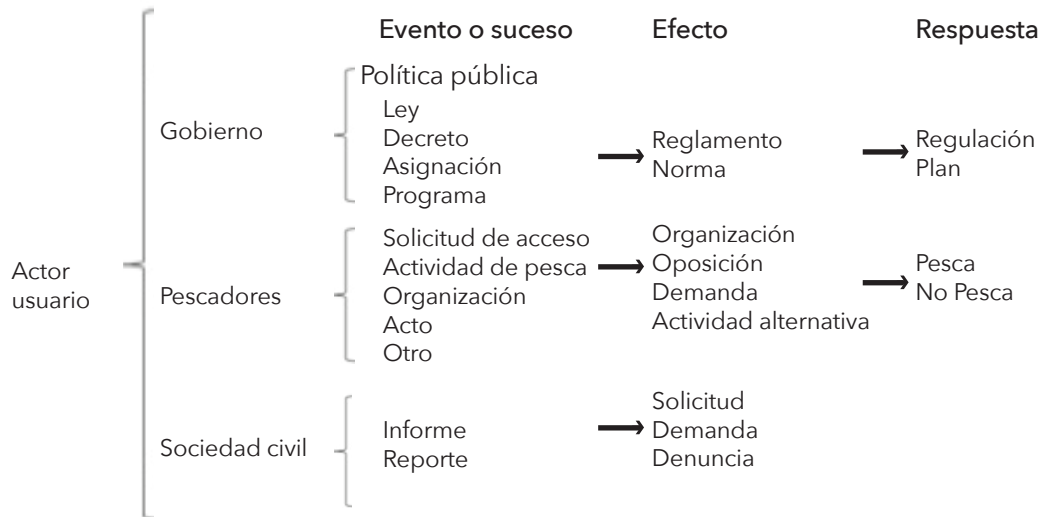 Evento o suceso Efecto Respuesta
Política pública
Ley
Gobierno Decreto Reglamento Regulación
Asignación Norma Plan
Programa
Solicitud de acceso Organización
Actor usuario Actividad de pesca Oposición Pesca
Pescadores Organización Demanda No Pesca
Acto Actividad alternativa
Otro
Solicitud
Sociedad civil Informe Demanda
Reporte Denuncia